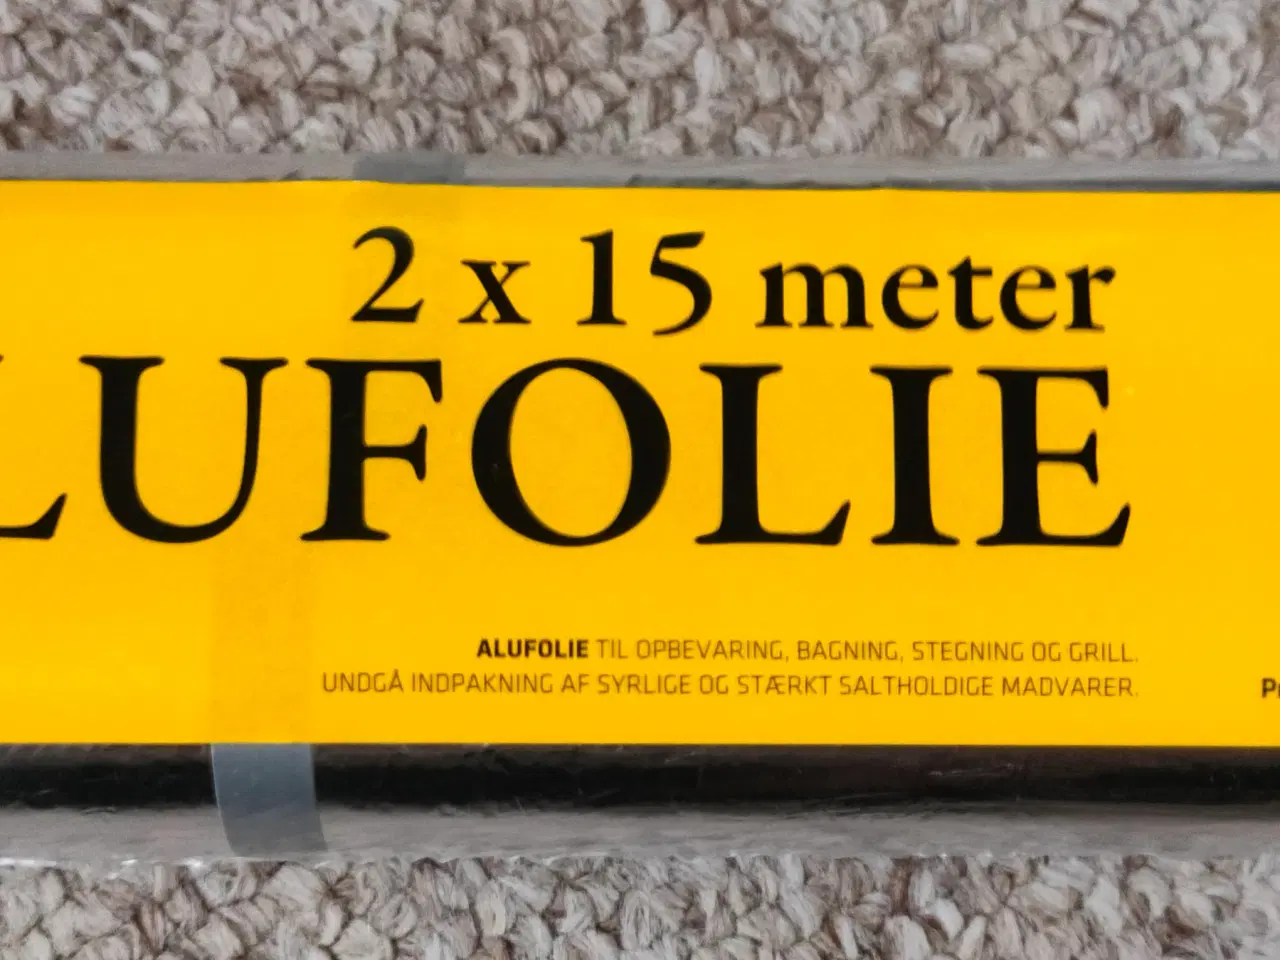 2 x 15 meter
LUFOLIE
ALUFOLIE TIL OPBEVARING, BAGNING, STEGNING OG GRILL.
UNDGÅ INDPAKNING AF SYRLIGE OG STÆRKT SALTHOLDIGE MADVARER.